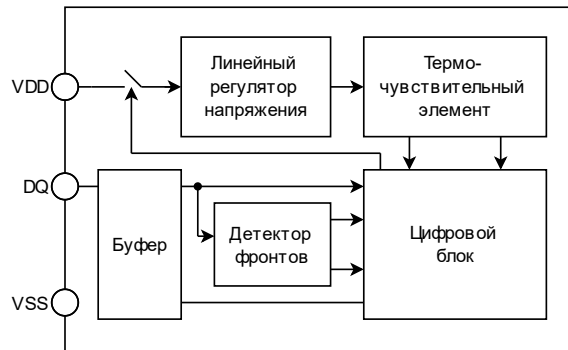 Линейный
регулятор
напряжения
Термо-
чувствительный
элемент
VDD
DQ
Буфер
Детектор
фронтов
Цифровой
блок
VSS